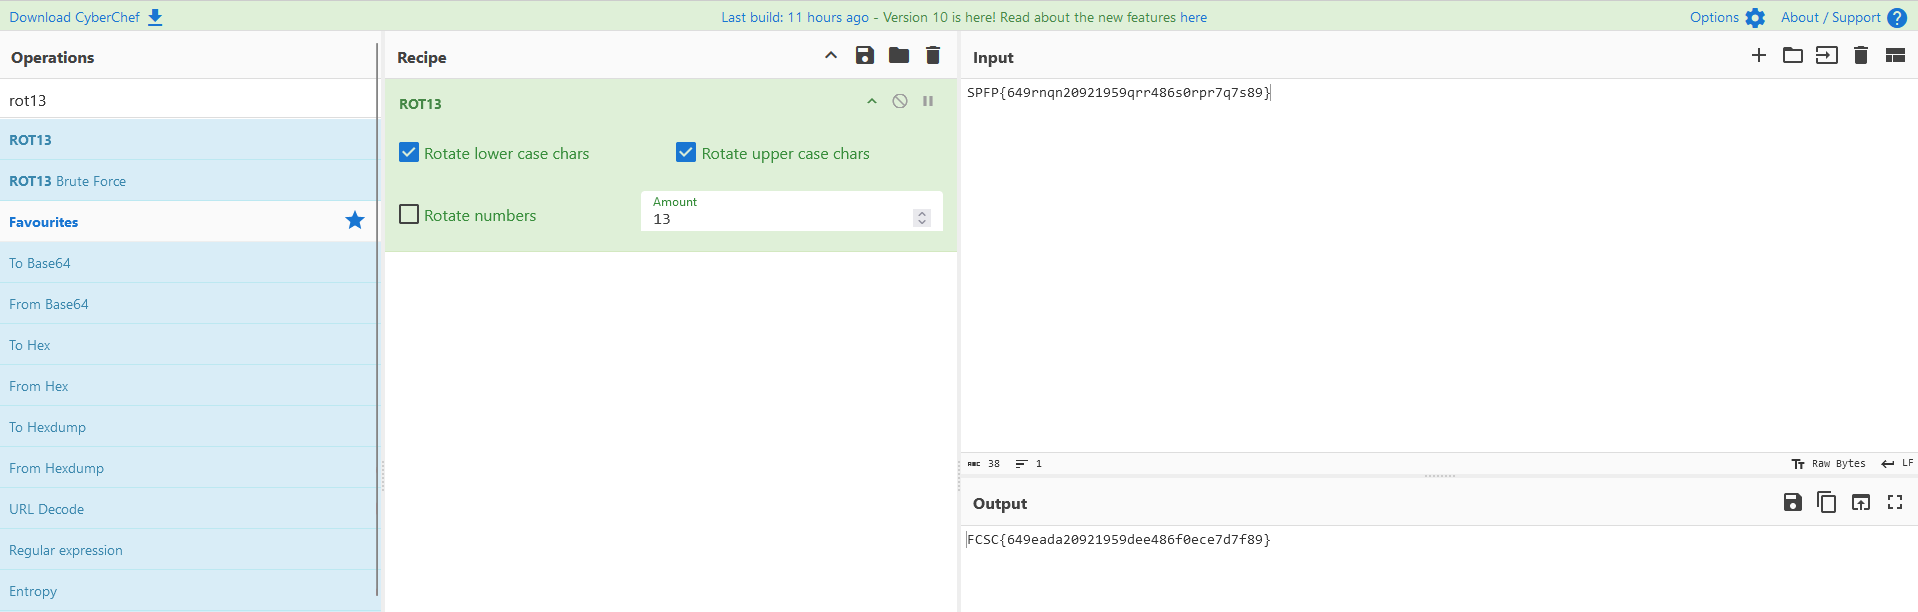 Download CyberChef
Last build: 11 hours ago - Version 10 is here! Read about the new features here
Options
About / Support
Operations
rot13
ROT13
ROT13 Brute Force
Favourites
To Base64
From Base64
To Hex
From Hex
To Hexdump
From Hexdump
URL Decode
Regular expression
Entropy
Recipe
ROT13
Rotate lower case chars
Rotate upper case chars
Rotate numbers
Amount
13
Input
SPFP{649rnqn20921959qrr486s0rpr7q7s89}
ABC 38 1
Raw Bytes LF
Output
FCSC{649eada20921959dee486f0ece7d7f89}